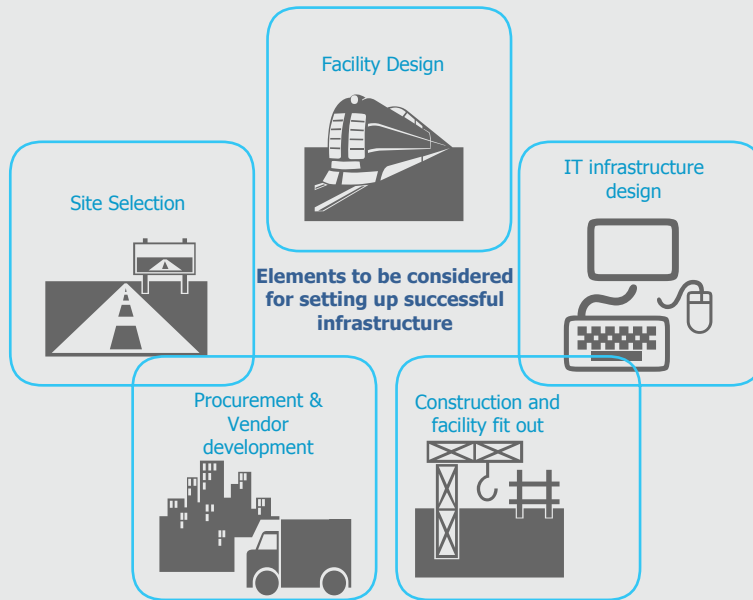 Facility Design
IT infrastructure
design
Site Selection
Elements to be considered
for setting up successful
infrastructure
Procurement &
Vendor
development
Construction and
facility fit out